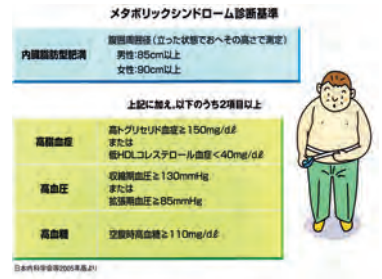 メタボリックシンドローム診断基準
内臓脂肪型肥満
腹囲周囲径(立った状態でおへその高さで測定)
男性:85cm以上
女性:90cm以上
上記に加え、以下のうち2項目以上
高脂血症
高トリグリセリド血症≧150mg/dℓ
または
低HDLコレステロール血症<40mg/dℓ
高血圧
収縮期血圧≧130mmHg
または
拡張期血圧≧85mmHg
高血糖
空腹時高血糖≧110mg/dℓ
日本内科学会等2005年高より